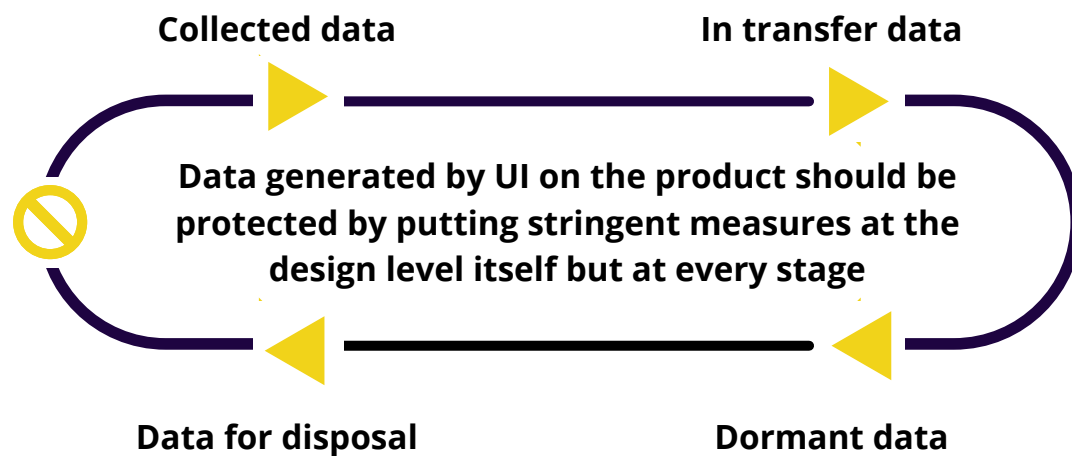 Collected data
In transfer data
Data generated by UI on the product should be
protected by putting stringent measures at the
design level itself but at every stage
Data for disposal
Dormant data